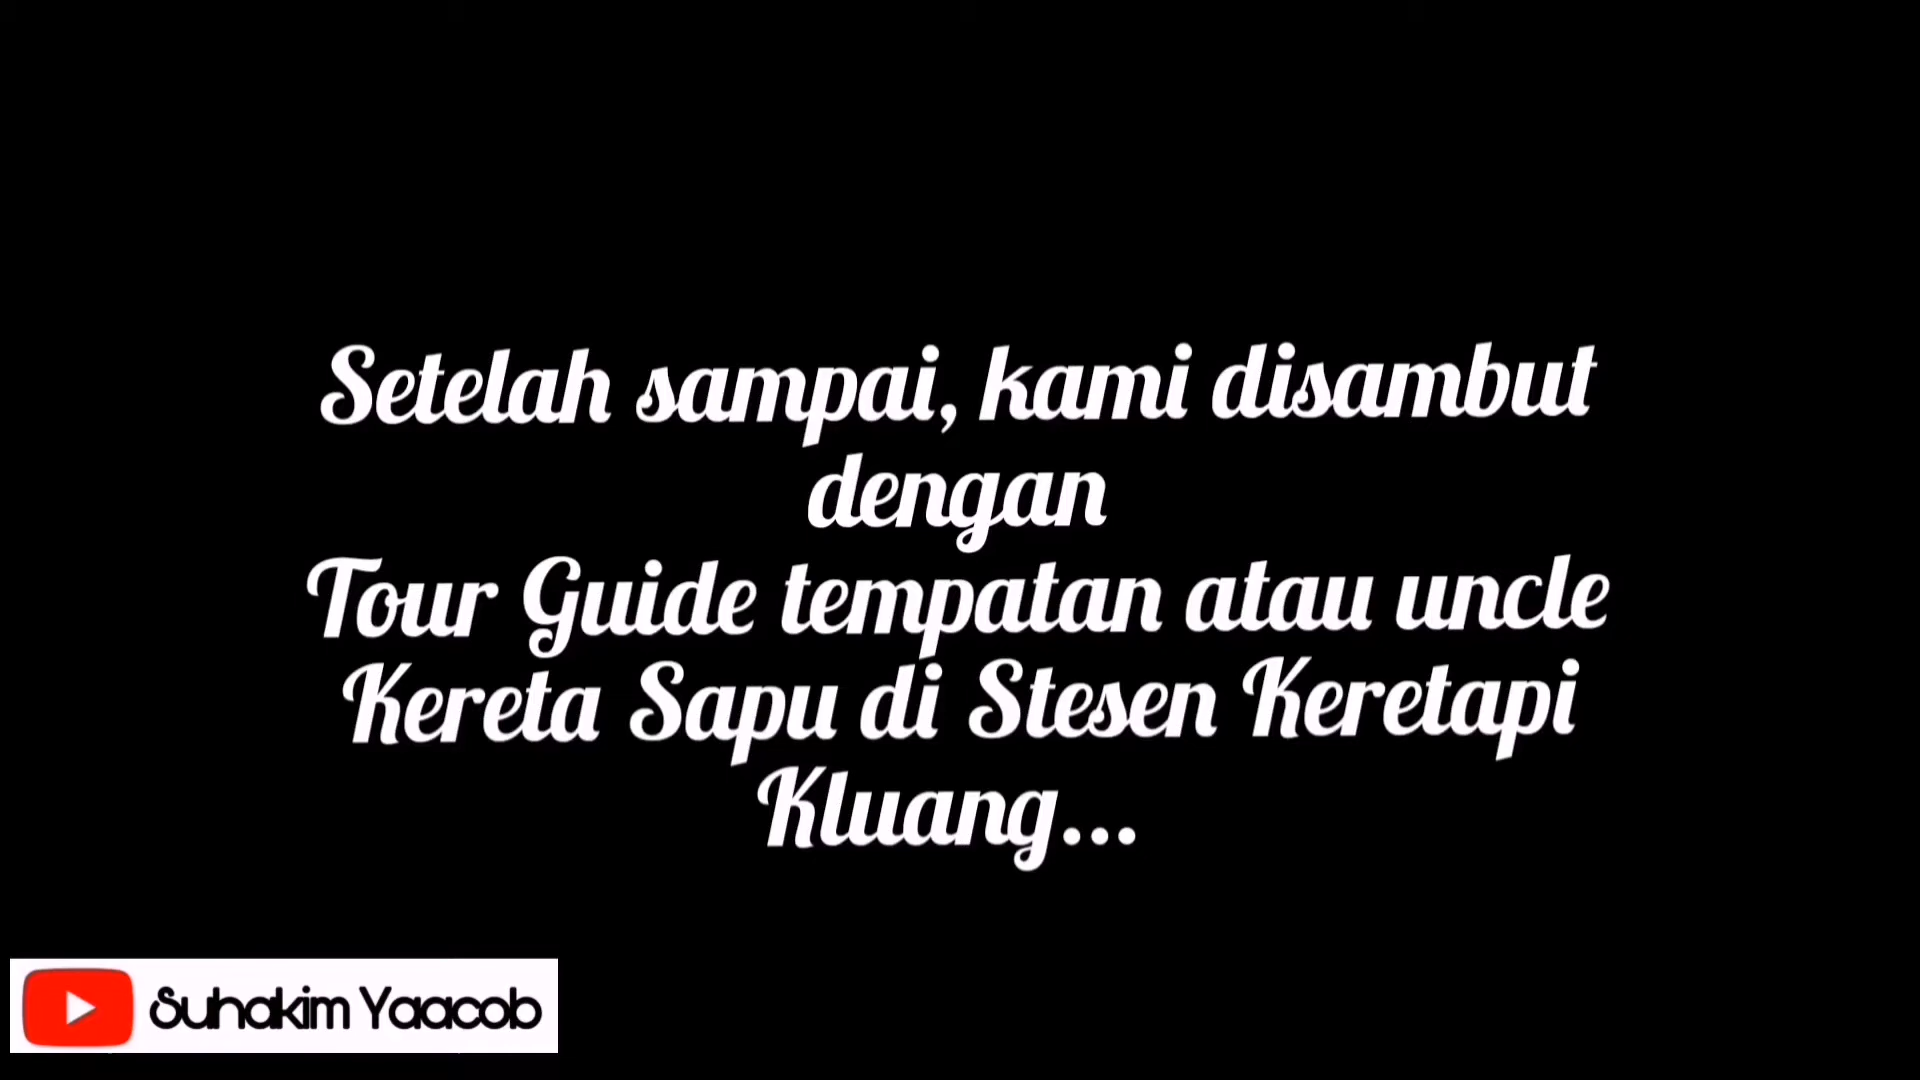 Setelah sampai, kami disambut
dengan
Tour Guide tempatan atau uncle
Kereta Sapu di Stesen Keretapi
Kluang...
Suhakim Yaacob